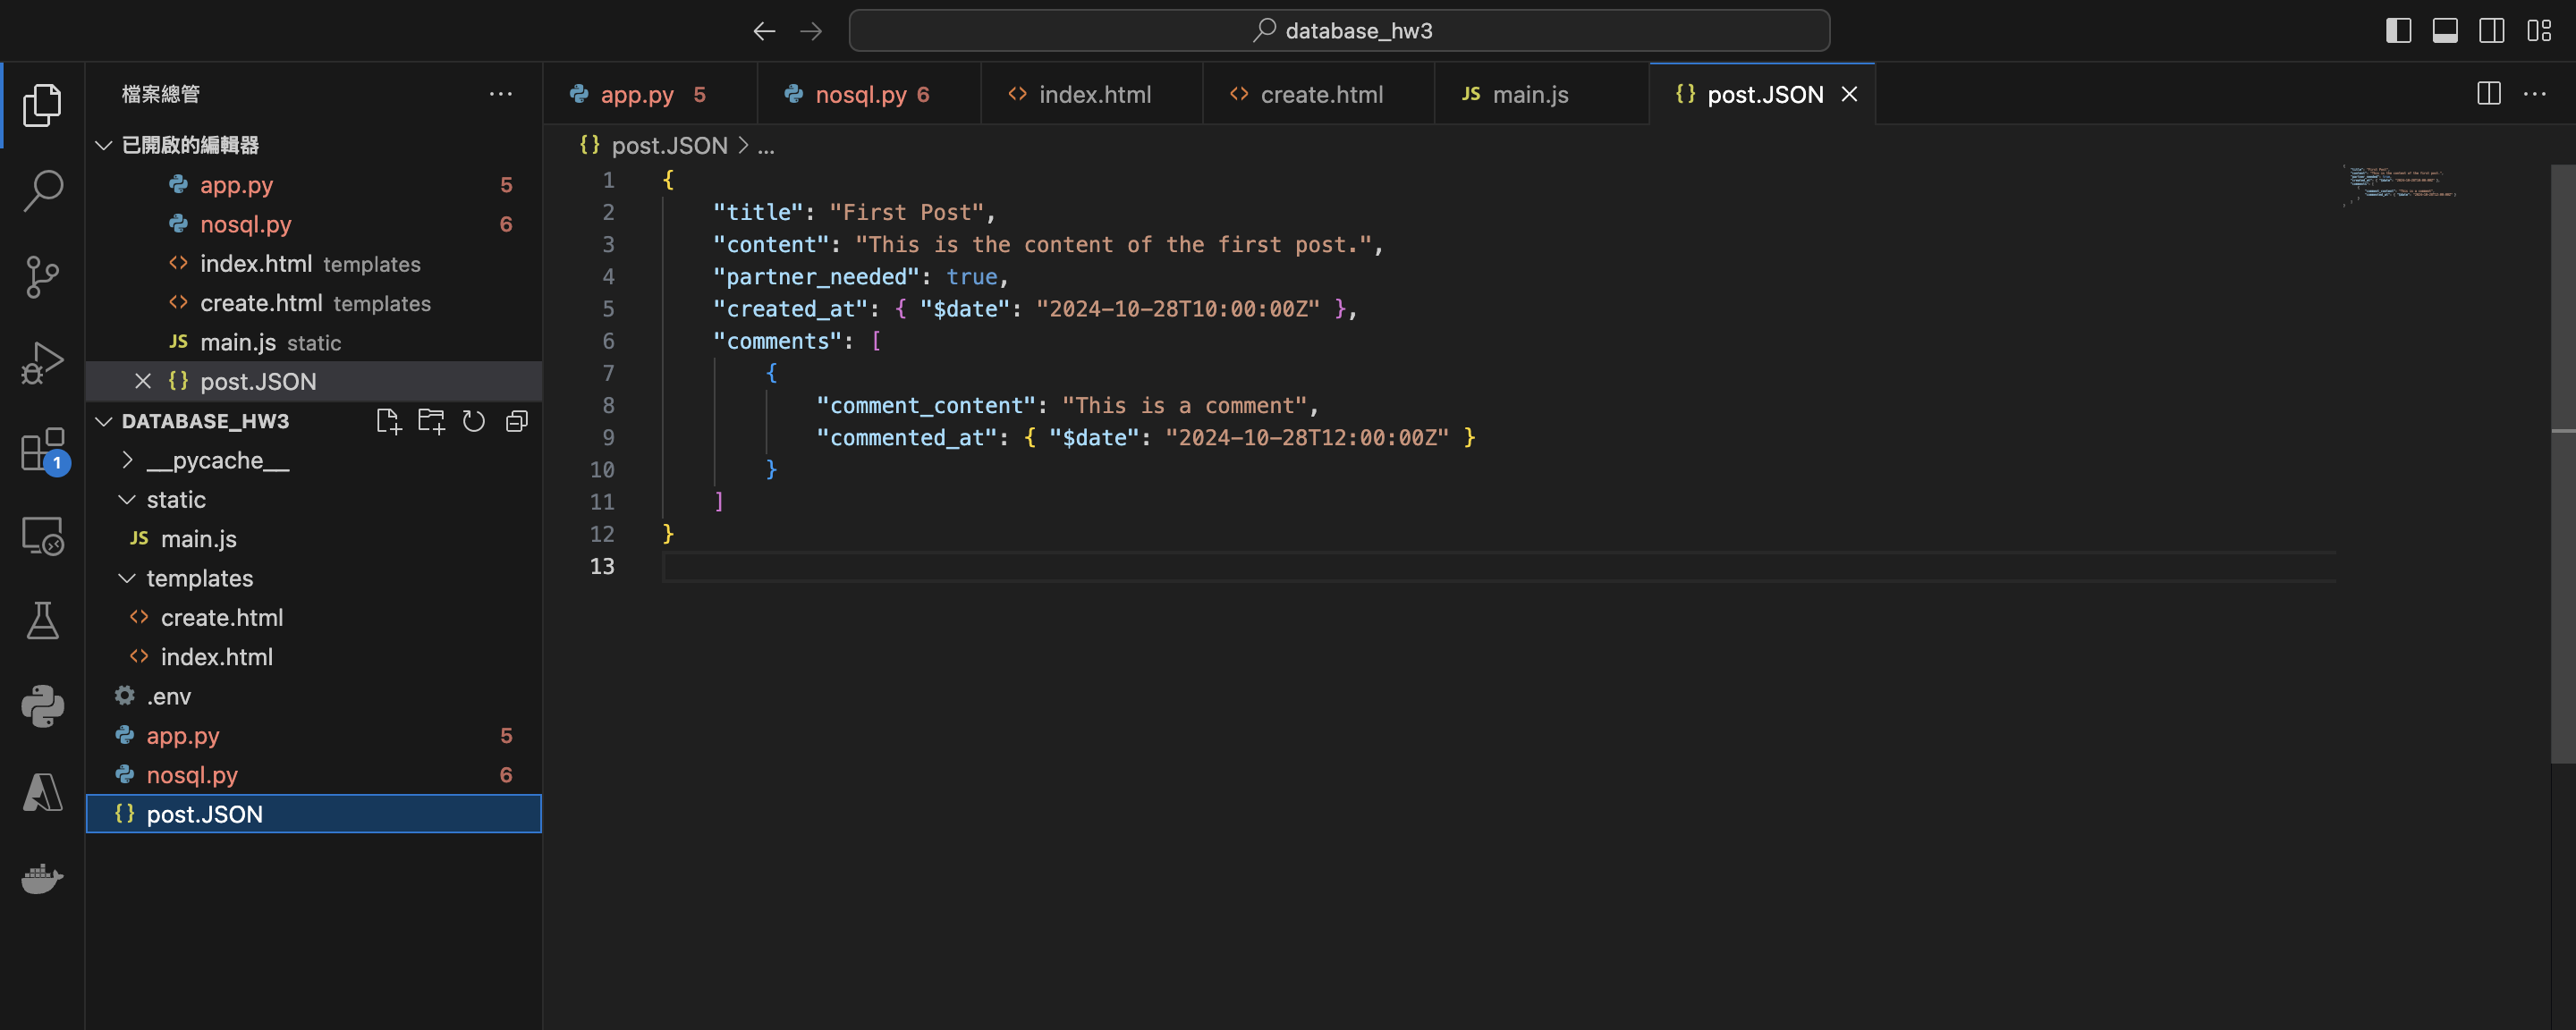 database_hw3
檔案總管
已開啟的編輯器
app.py 5
nosql.py 6
index.html templates
create.html templates
JS main.js static
{} post.JSON
DATABASE_HW3
__pycache__
static
JS main.js
templates
create.html
index.html
.env
app.py 5
nosql.py 6
{} post.JSON
1
app.py 5
nosql.py 6
index.html
create.html
JS main.js
{} post.JSON
{} post.JSON > ...
1 {
2 "title": "First Post",
3 "content": "This is the content of the first post.",
4 "partner_needed": true,
5 "created_at": { "$date": "2024-10-28T10:00:00Z" },
6 "comments": [
7 {
8 "comment_content": "This is a comment",
9 "commented_at": { "$date": "2024-10-28T12:00:00Z" }
10 }
11 ]
12 }
13